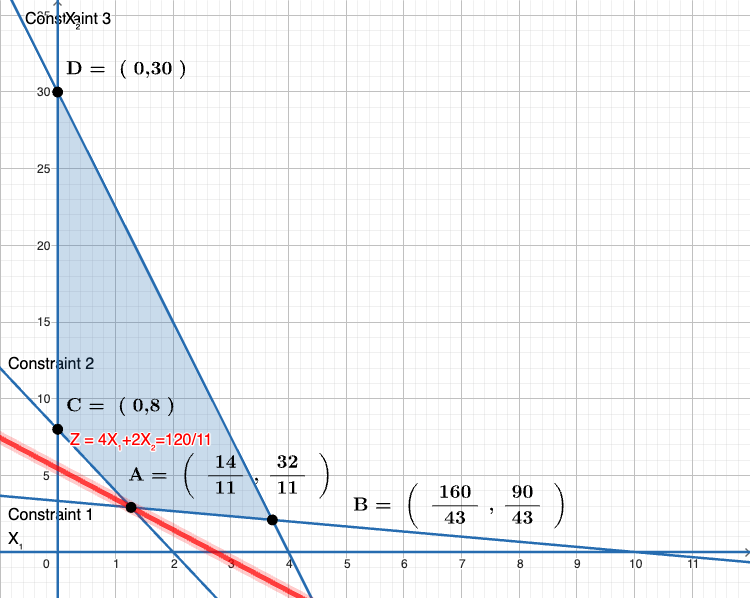 Constraint 3
X₂
35
D = ( 0,30 )
30
25
20
15
Constraint 2
10
C = ( 0,8 )
Z = 4X₁+2X₂=120/11
5
A = ( 14/11 , 32/11 )
B = ( 160/43 , 90/43 )
Constraint 1
X₁
0 1 2 3 4 5 6 7 8 9 10 11